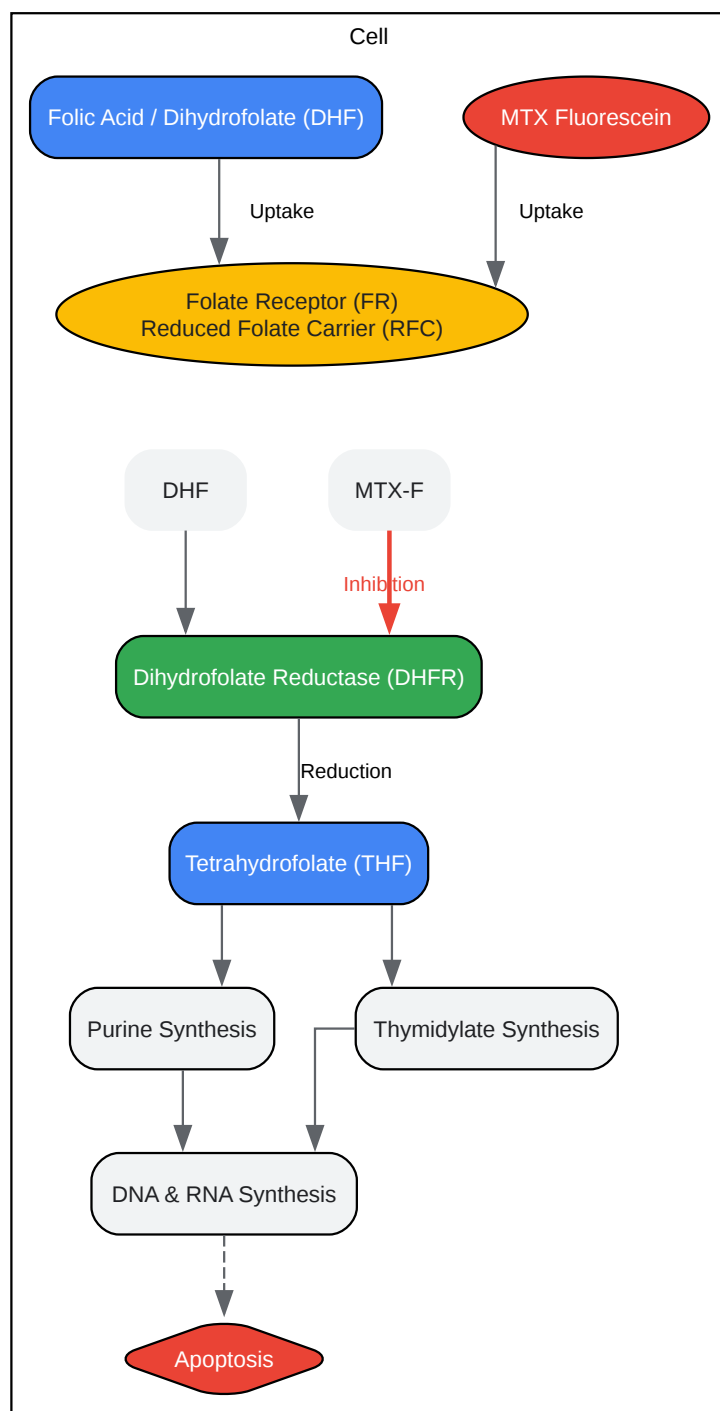 Cell
Folic Acid / Dihydrofolate (DHF)
MTX Fluorescein
Uptake
Uptake
Folate Receptor (FR)
Reduced Folate Carrier (RFC)
DHF
MTX-F
Inhibition
Dihydrofolate Reductase (DHFR)
Reduction
Tetrahydrofolate (THF)
Purine Synthesis
Thymidylate Synthesis
DNA & RNA Synthesis
Apoptosis